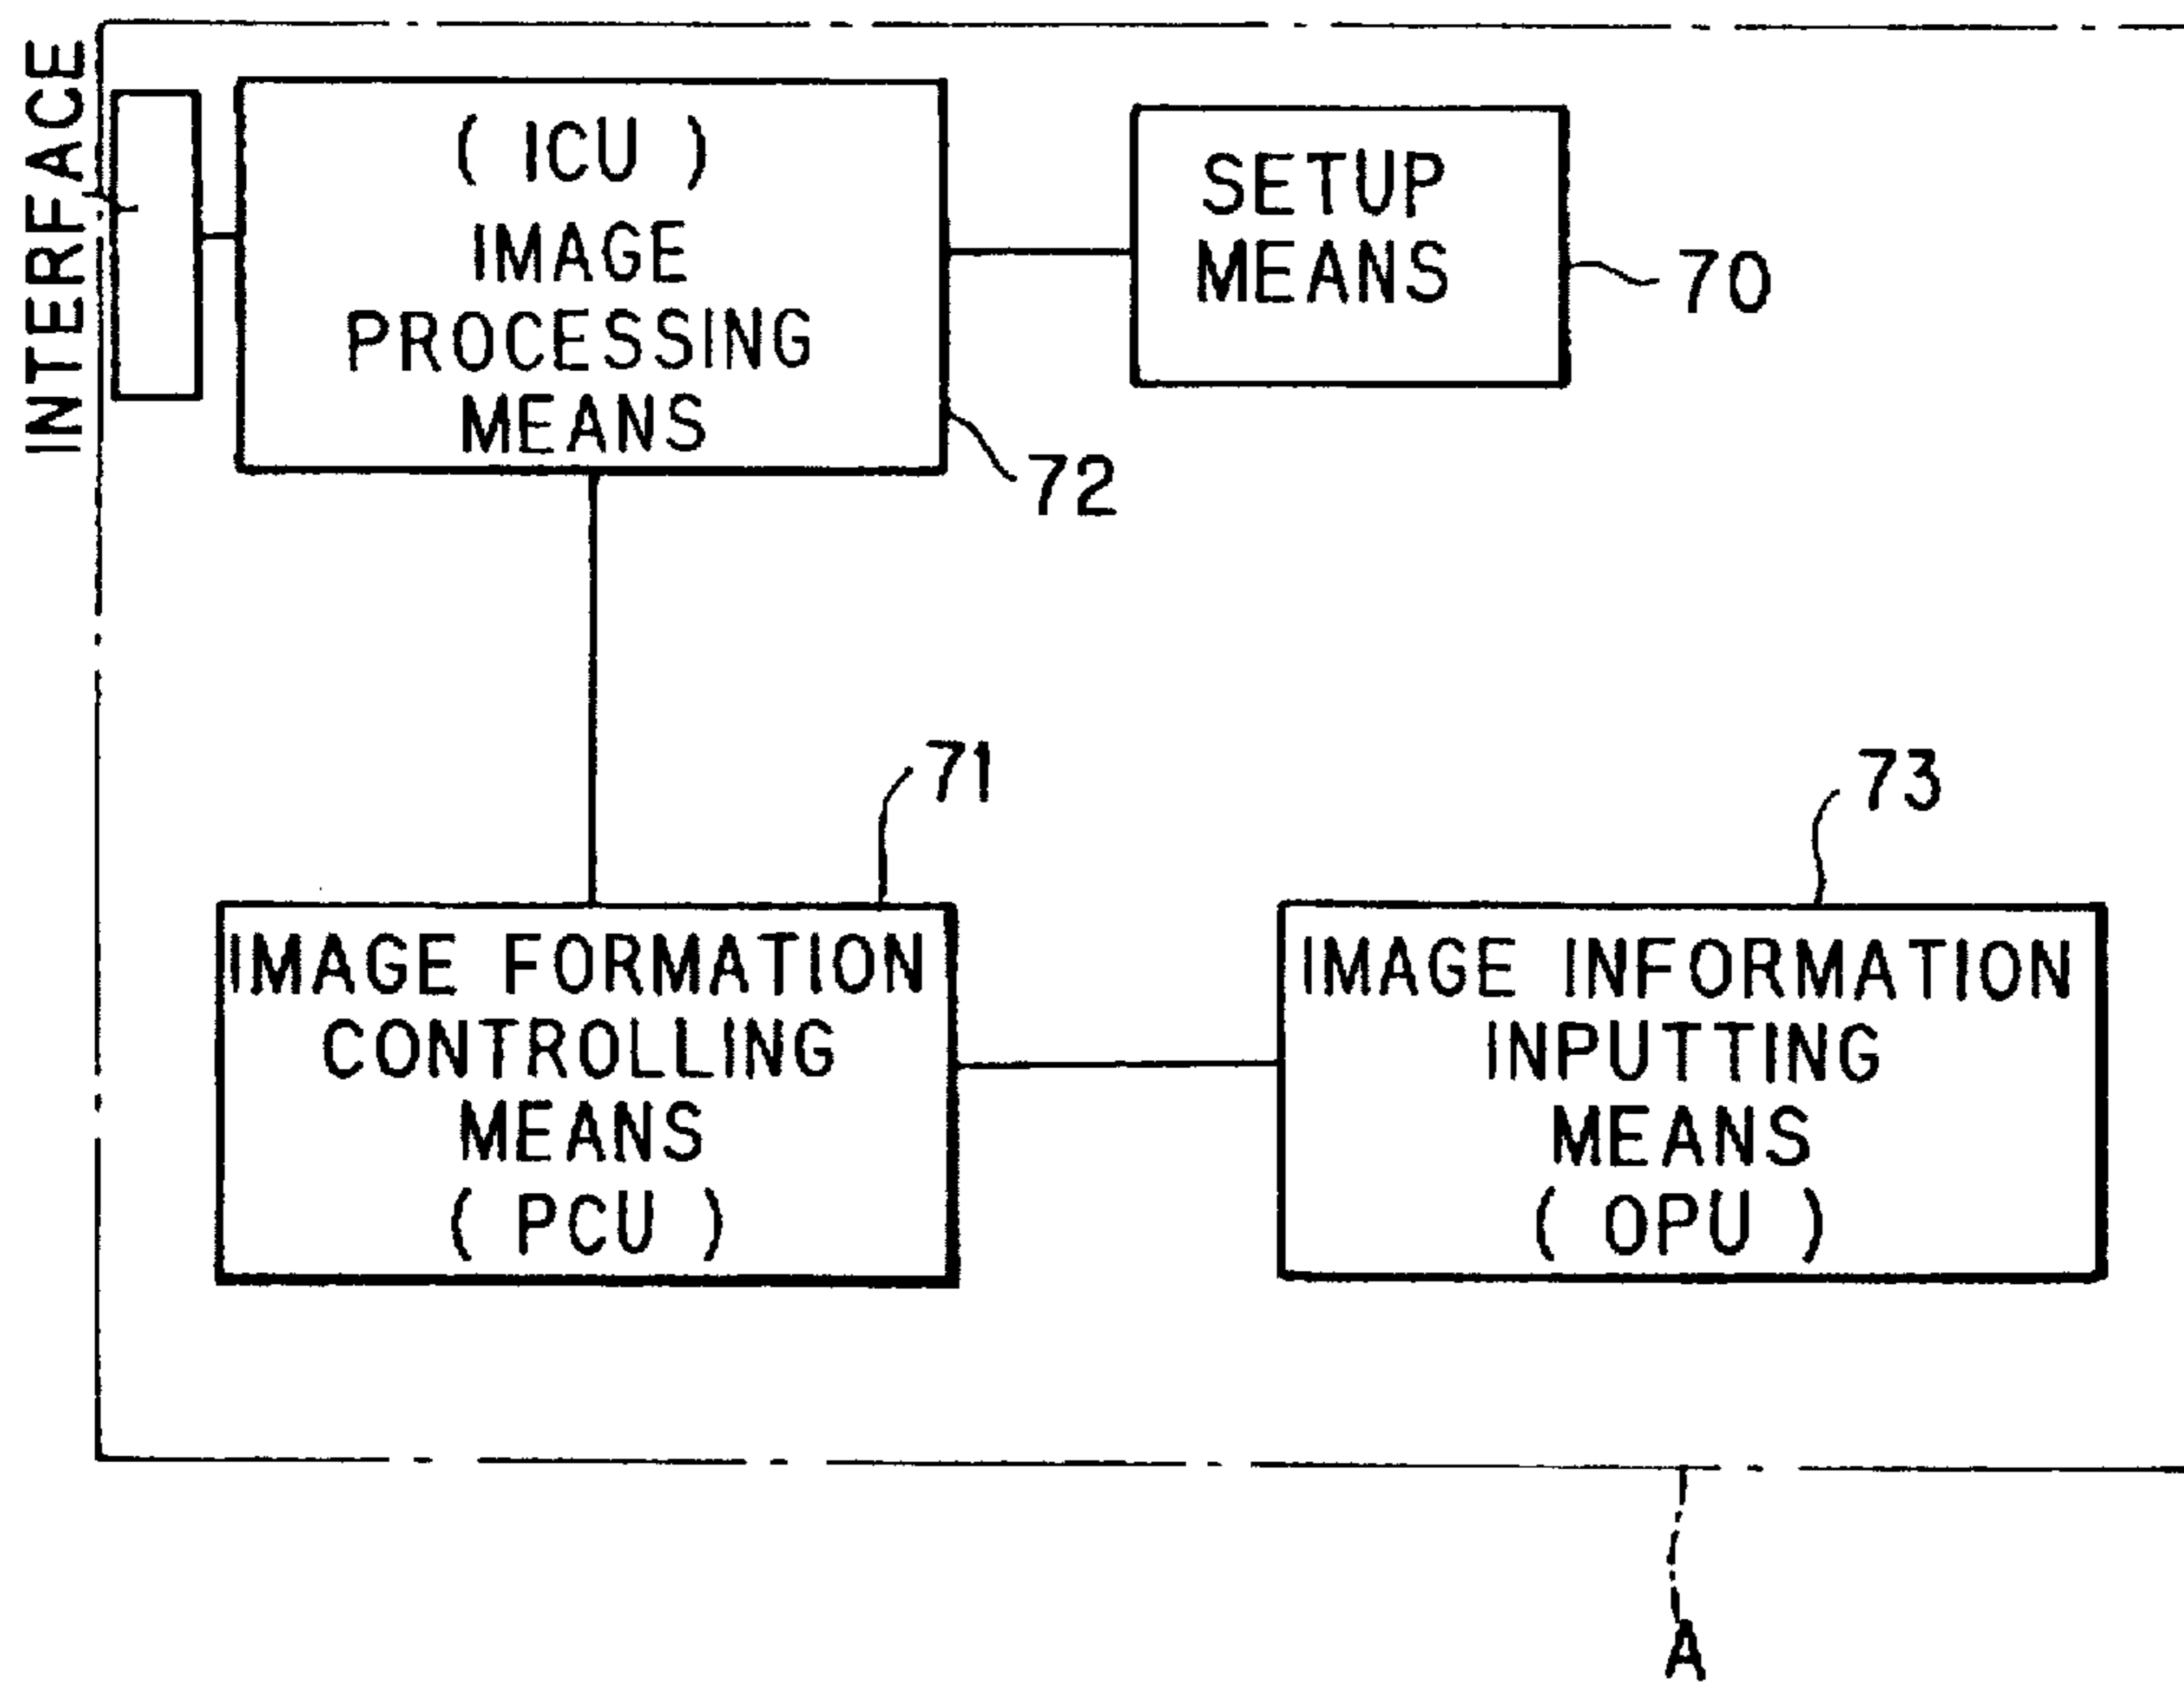 INTERFACE
( ICU )
IMAGE
PROCESSING
MEANS
72
SETUP
MEANS
70
71
IMAGE FORMATION
CONTROLLING
MEANS
( PCU )
73
IMAGE INFORMATION
INPUTTING
MEANS
( OPU )
A